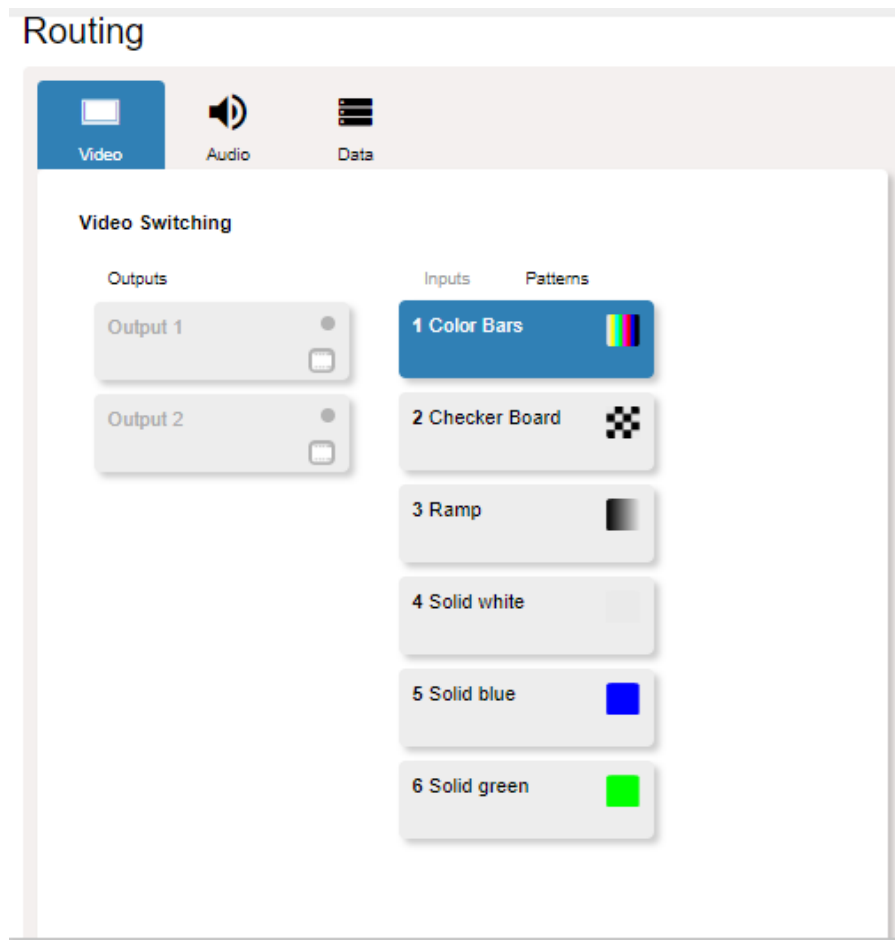 Routing
Video Audio Data
Video Switching
Outputs
Output 1
Output 2
Inputs Patterns
1 Color Bars
2 Checker Board
3 Ramp
4 Solid white
5 Solid blue
6 Solid green